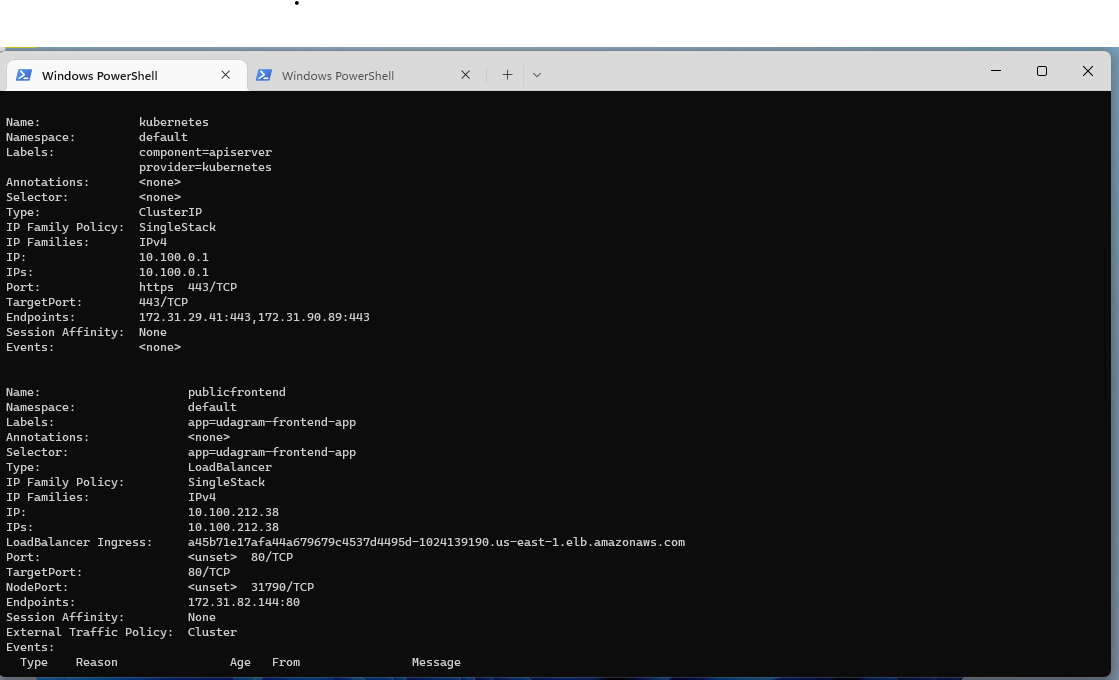 Windows PowerShell
Windows PowerShell
Name: kubernetes
Namespace: default
Labels: component=apiserver
provider=kubernetes
Annotations: <none>
Selector: <none>
Type: ClusterIP
IP Family Policy: SingleStack
IP Families: IPv4
IP: 10.100.0.1
IPs: 10.100.0.1
Port: https 443/TCP
TargetPort: 443/TCP
Endpoints: 172.31.29.41:443,172.31.90.89:443
Session Affinity: None
Events: <none>
Name: publicfrontend
Namespace: default
Labels: app=udagram-frontend-app
Annotations: <none>
Selector: app=udagram-frontend-app
Type: LoadBalancer
IP Family Policy: SingleStack
IP Families: IPv4
IP: 10.100.212.38
IPs: 10.100.212.38
LoadBalancer Ingress: a45b71e17afa44a679679c4537d4495d-1024139190.us-east-1.elb.amazonaws.com
Port: <unset> 80/TCP
TargetPort: 80/TCP
NodePort: <unset> 31790/TCP
Endpoints: 172.31.82.144:80
Session Affinity: None
External Traffic Policy: Cluster
Events:
Type Reason Age From Message